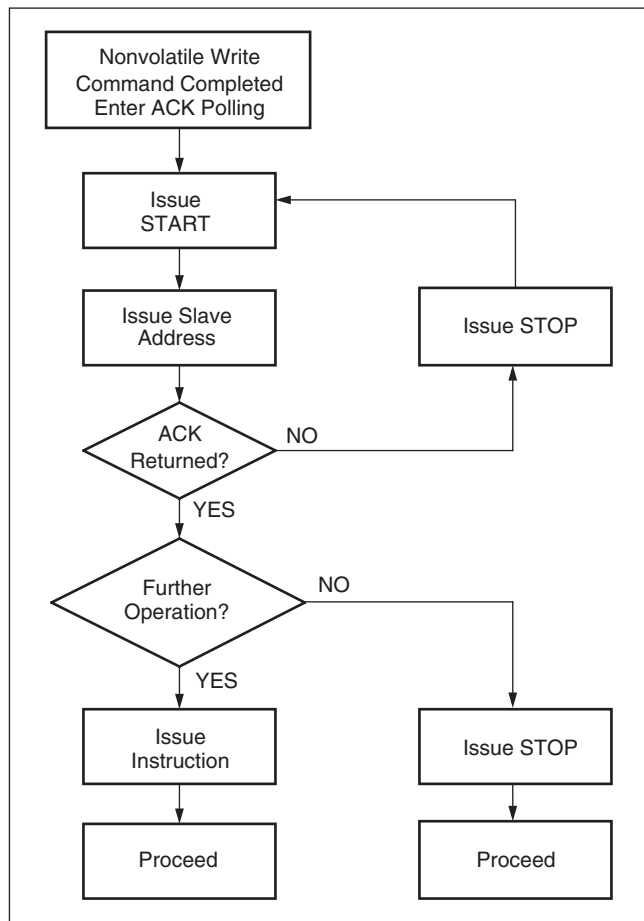 Nonvolatile Write
Command Completed
Enter ACK Polling
Issue
START
Issue Slave
Address
Issue STOP
ACK
Returned?
NO
YES
Further
Operation?
NO
YES
Issue
Instruction
Issue STOP
Proceed
Proceed